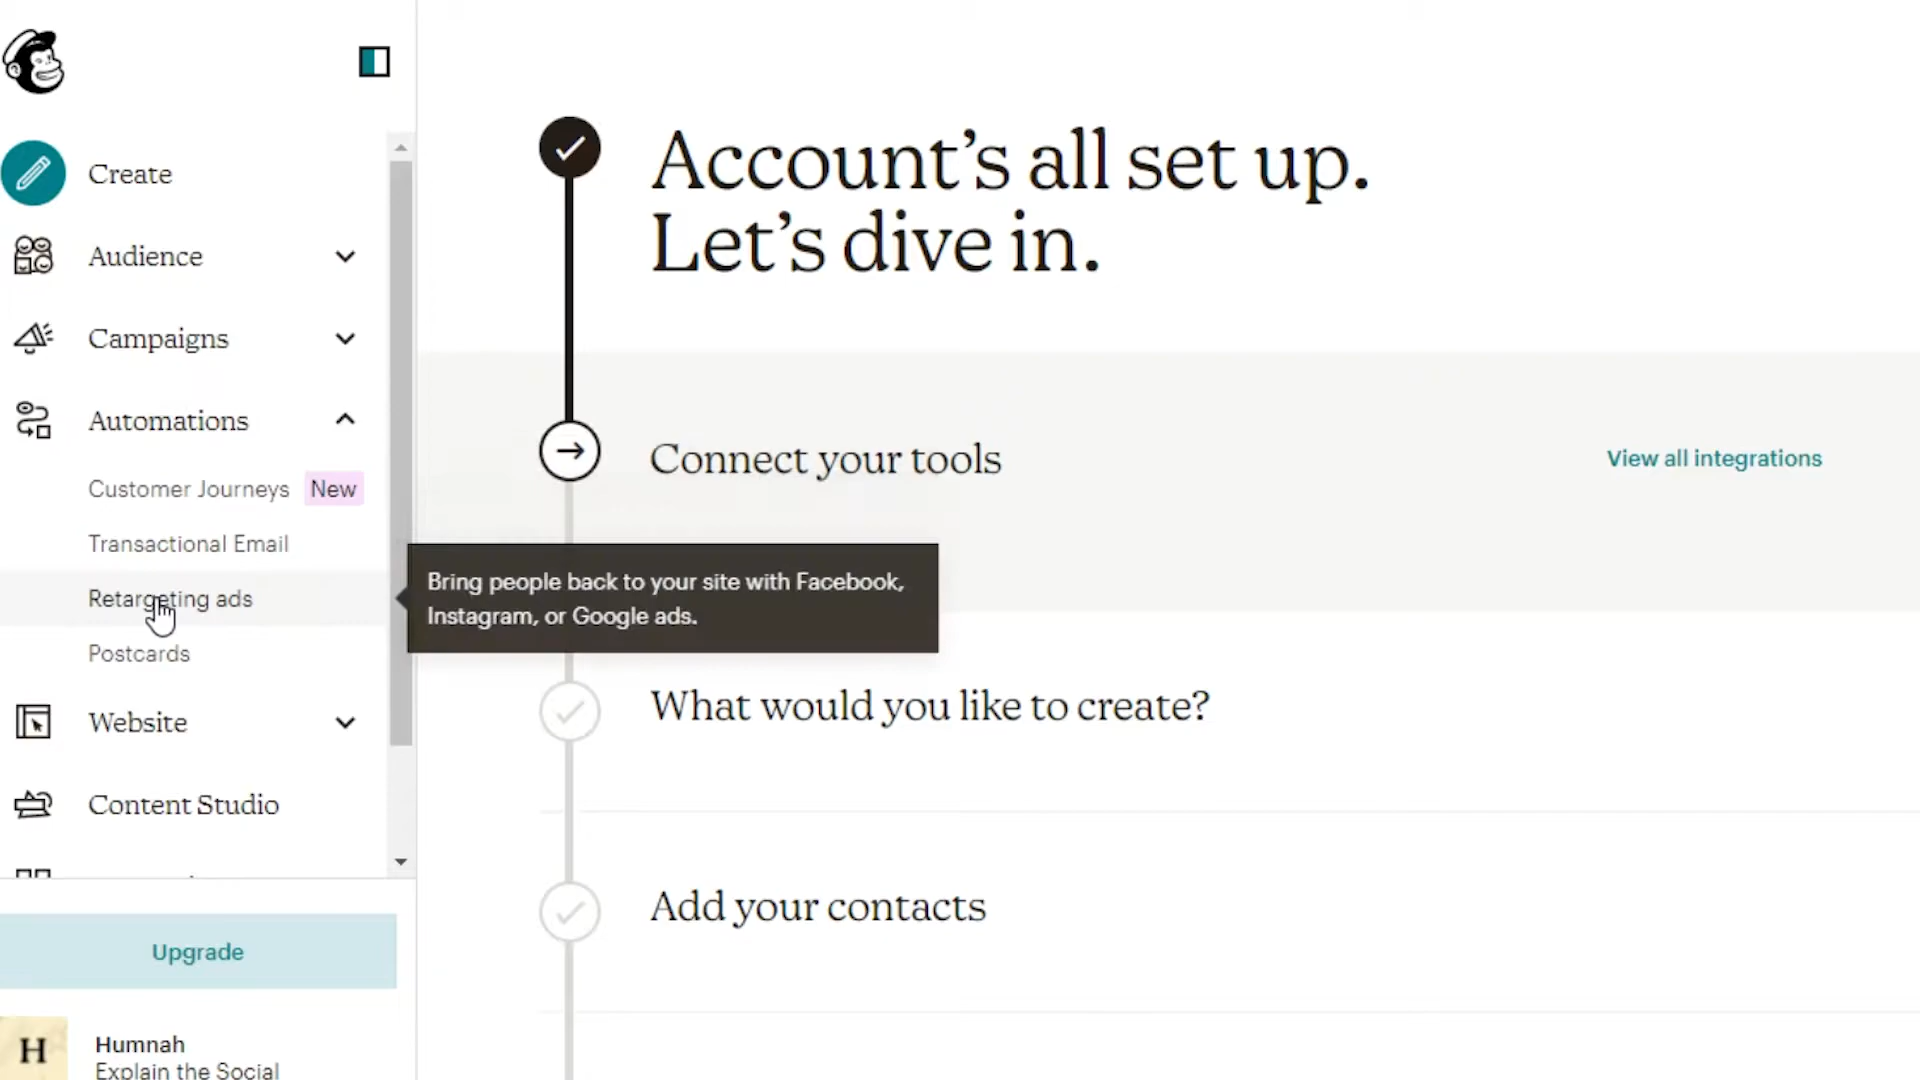 Create
Audience
Campaigns
Automations
Customer Journeys New
Transactional Email
Retargeting ads
Postcards
Website
Content Studio
Upgrade
H
Humnah
Explain the Social
Account’s all set up.
Let’s dive in.
Connect your tools
View all integrations
Bring people back to your site with Facebook,
Instagram, or Google ads.
What would you like to create?
Add your contacts